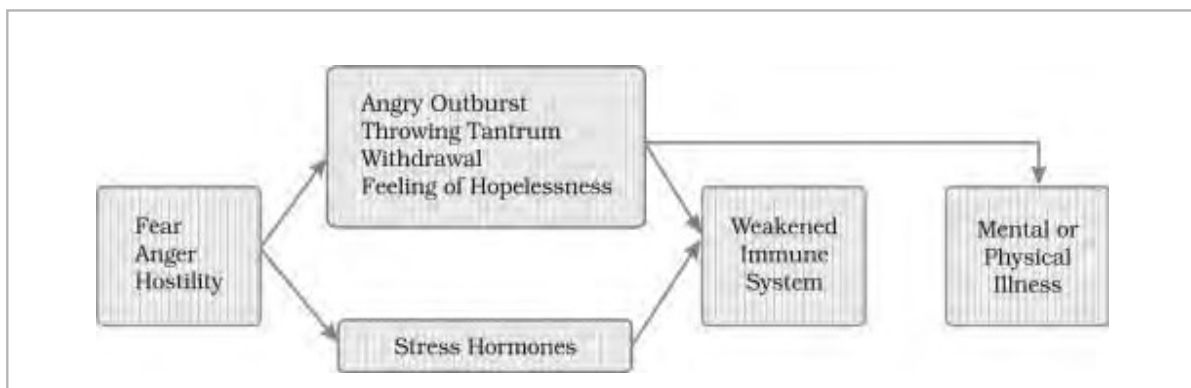 Fear
Anger
Hostility
Angry Outburst
Throwing Tantrum
Withdrawal
Feeling of Hopelessness
Stress Hormones
Weakened
Immune
System
Mental or
Physical
Illness